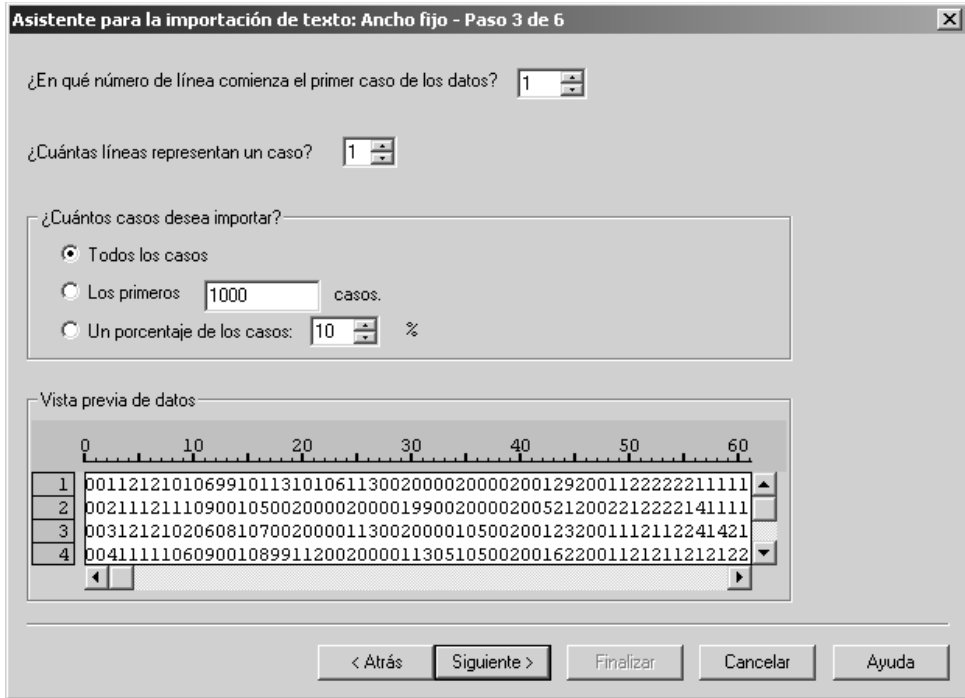 Asistente para la importación de texto: Ancho fijo - Paso 3 de 6
¿En qué número de línea comienza el primer caso de los datos? 1
¿Cuántas líneas representan un caso? 1
¿Cuántos casos desea importar?
Todos los casos
Los primeros 1000 casos.
Un porcentaje de los casos: 10 %
Vista previa de datos
0 10 20 30 40 50 60
1 0011212101069910113101061130020000200002001292001122222211111
2 0021112111090010500200002000019900200002005212002212222141111
3 0031212102060810700200001130020000105002001232001112112241421
4 0041111106090010899112002000011305105002001622001121211212122
< Atrás Siguiente > Finalizar Cancelar Ayuda